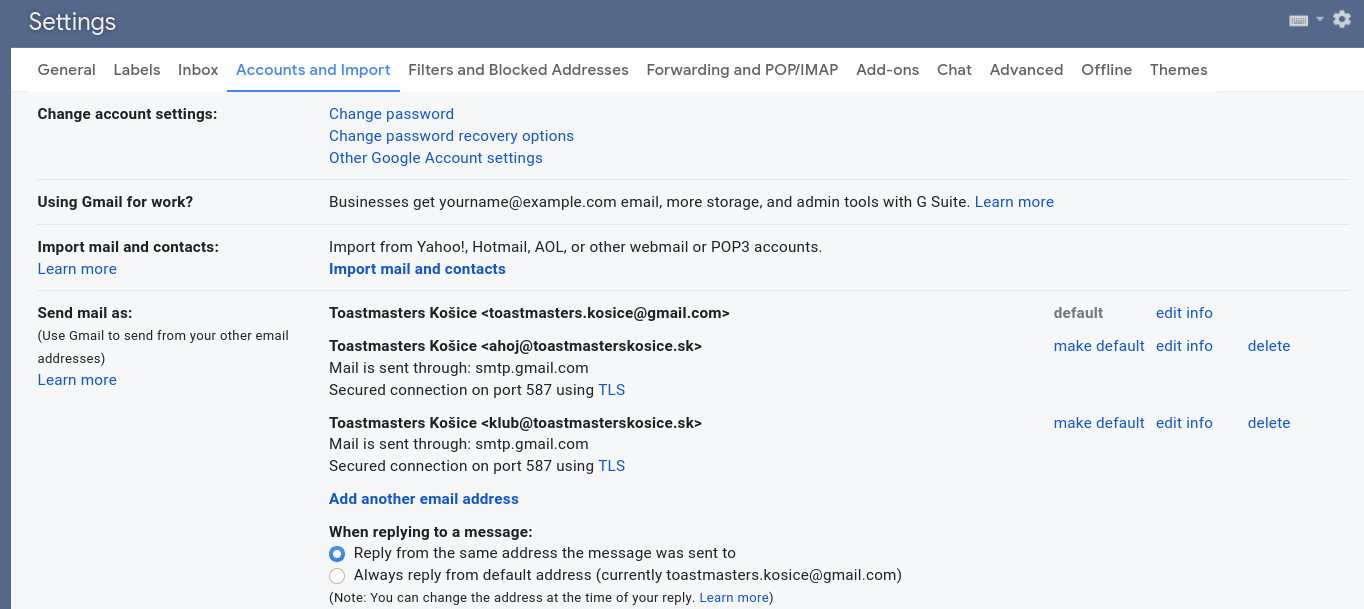 Settings
General Labels Inbox Accounts and Import Filters and Blocked Addresses Forwarding and POP/IMAP Add-ons Chat Advanced Offline Themes
Change account settings:
Change password
Change password recovery options
Other Google Account settings
Using Gmail for work?
Businesses get yourname@example.com email, more storage, and admin tools with G Suite. Learn more
Import mail and contacts:
Learn more
Import from Yahoo!, Hotmail, AOL, or other webmail or POP3 accounts.
Import mail and contacts
Send mail as:
(Use Gmail to send from your other email
addresses)
Learn more
Toastmasters Košice <toastmasters.kosice@gmail.com> default edit info
Toastmasters Košice <ahoj@toastmasterskosice.sk> make default edit info delete
Mail is sent through: smtp.gmail.com
Secured connection on port 587 using TLS
Toastmasters Košice <klub@toastmasterskosice.sk> make default edit info delete
Mail is sent through: smtp.gmail.com
Secured connection on port 587 using TLS
Add another email address
When replying to a message:
Reply from the same address the message was sent to
Always reply from default address (currently toastmasters.kosice@gmail.com)
(Note: You can change the address at the time of your reply. Learn more)